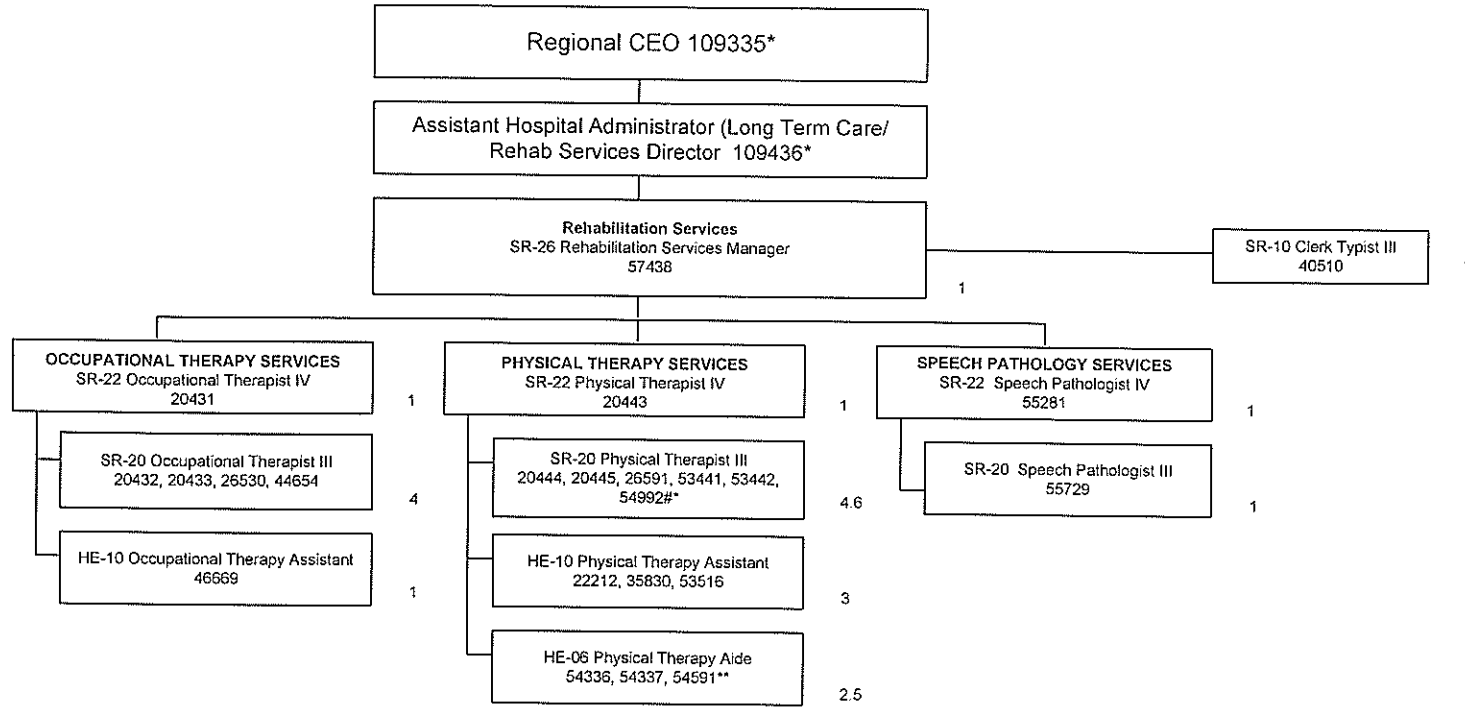 Regional CEO 109335*
Assistant Hospital Administrator (Long Term Care/
Rehab Services Director 109436*
Rehabilitation Services
SR-26 Rehabilitation Services Manager
57438
1
SR-10 Clerk Typist III
40510
OCCUPATIONAL THERAPY SERVICES
SR-22 Occupational Therapist IV
20431
1
SR-20 Occupational Therapist III
20432, 20433, 26530, 44654
4
HE-10 Occupational Therapy Assistant
46669
1
PHYSICAL THERAPY SERVICES
SR-22 Physical Therapist IV
20443
1
SR-20 Physical Therapist III
20444, 20445, 26591, 53441, 53442,
54992#*
4.6
HE-10 Physical Therapy Assistant
22212, 35830, 53516
3
HE-06 Physical Therapy Aide
54336, 54337, 54591**
2.5
SPEECH PATHOLOGY SERVICES
SR-22 Speech Pathologist IV
55281
1
SR-20 Speech Pathologist III
55729
1